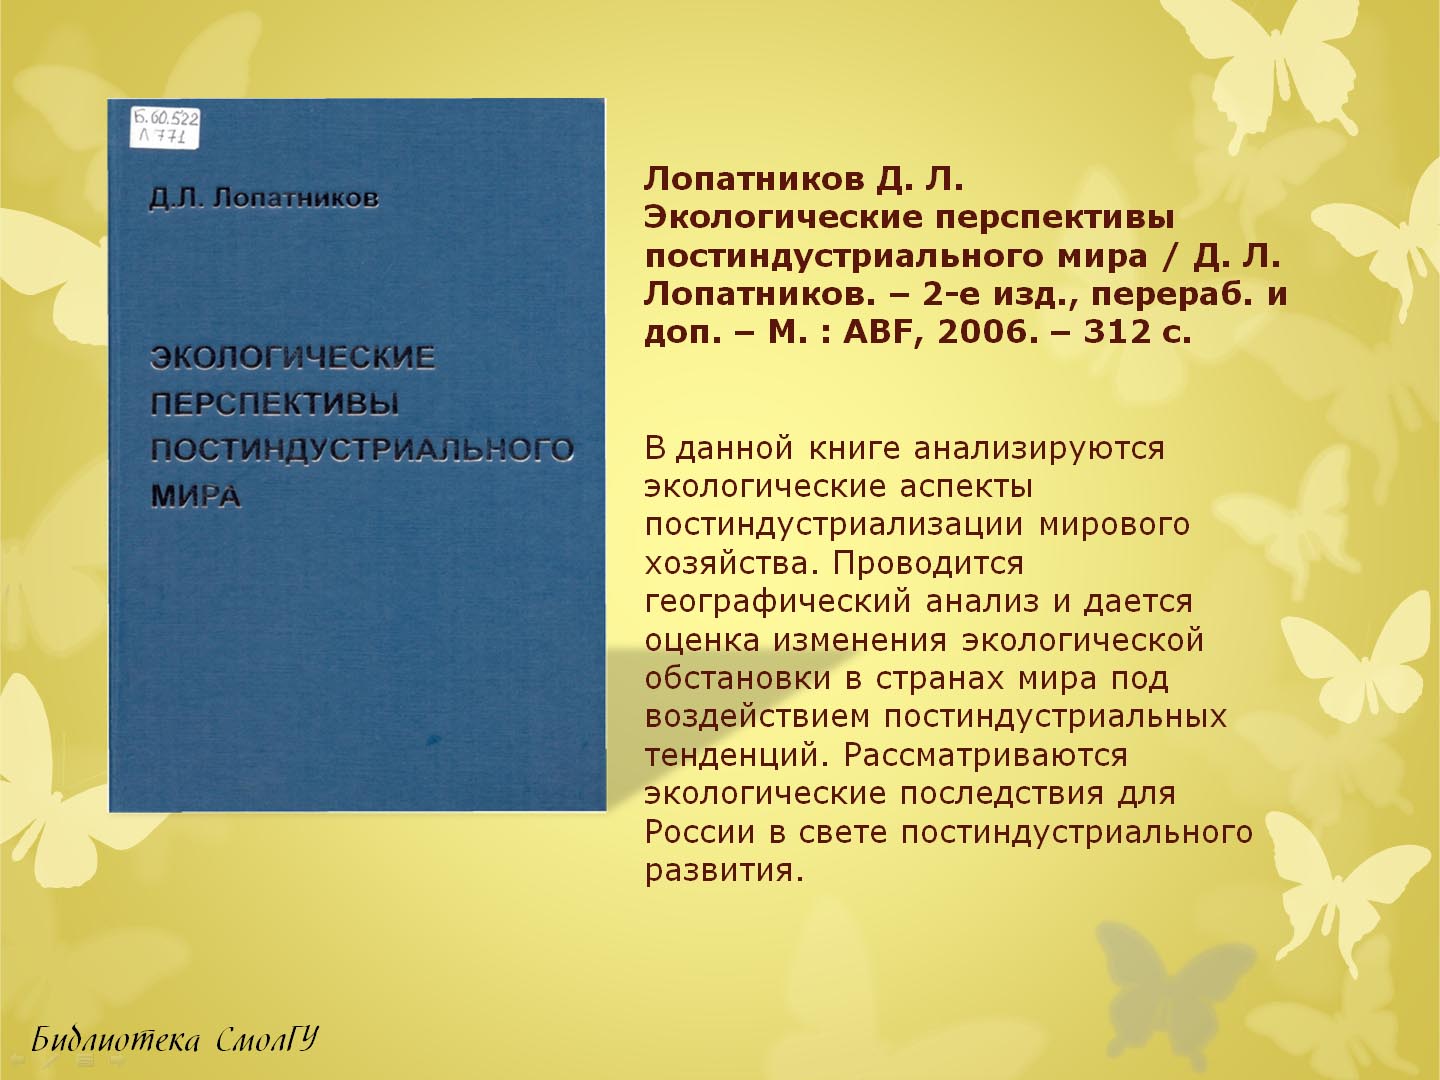 Б.60.522
Л 771
Д.Л. Лопатников
ЭКОЛОГИЧЕСКИЕ
ПЕРСПЕКТИВЫ
ПОСТИНДУСТРИАЛЬНОГО
МИРА
Лопатников Д. Л.
Экологические перспективы
постиндустриального мира / Д. Л.
Лопатников. – 2-е изд., перераб. и
доп. – М. : ABF, 2006. – 312 с.
В данной книге анализируются
экологические аспекты
постиндустриализации мирового
хозяйства. Проводится
географический анализ и дается
оценка изменения экологической
обстановки в странах мира под
воздействием постиндустриальных
тенденций. Рассматриваются
экологические последствия для
России в свете постиндустриального
развития.
Библиотека СмолГУ